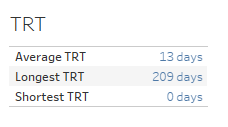 TRT
Average TRT 13 days
Longest TRT 209 days
Shortest TRT 0 days